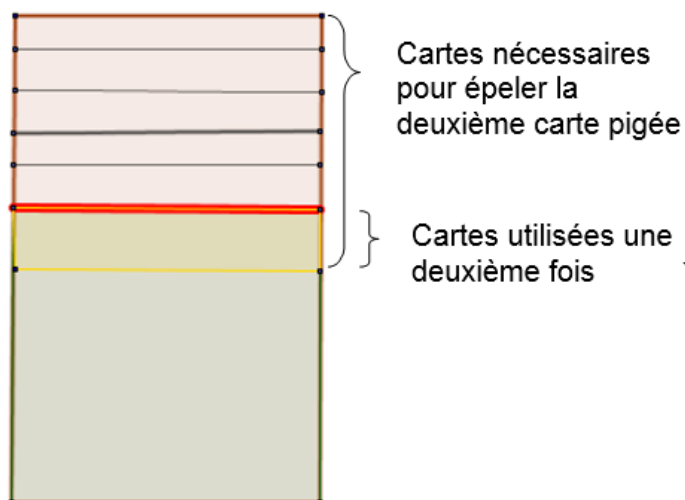 Cartes nécessaires
pour épeler la
deuxième carte pigée
Cartes utilisées une
deuxième fois